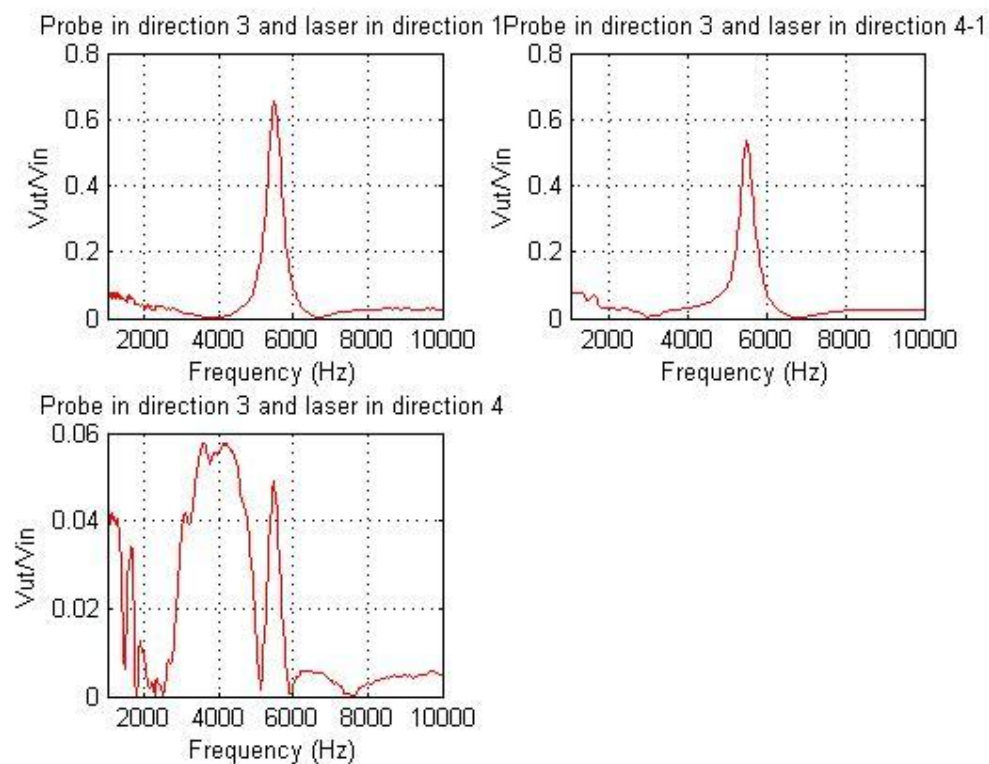 Probe in direction 3 and laser in direction 1
0.8
0.6
0.4
0.2
0
Vut/Vin
2000 4000 6000 8000 10000
Frequency (Hz)
Probe in direction 3 and laser in direction 4-1
0.8
0.6
0.4
0.2
0
Vut/Vin
2000 4000 6000 8000 10000
Frequency (Hz)
Probe in direction 3 and laser in direction 4
0.06
0.04
0.02
0
Vut/Vin
2000 4000 6000 8000 10000
Frequency (Hz)